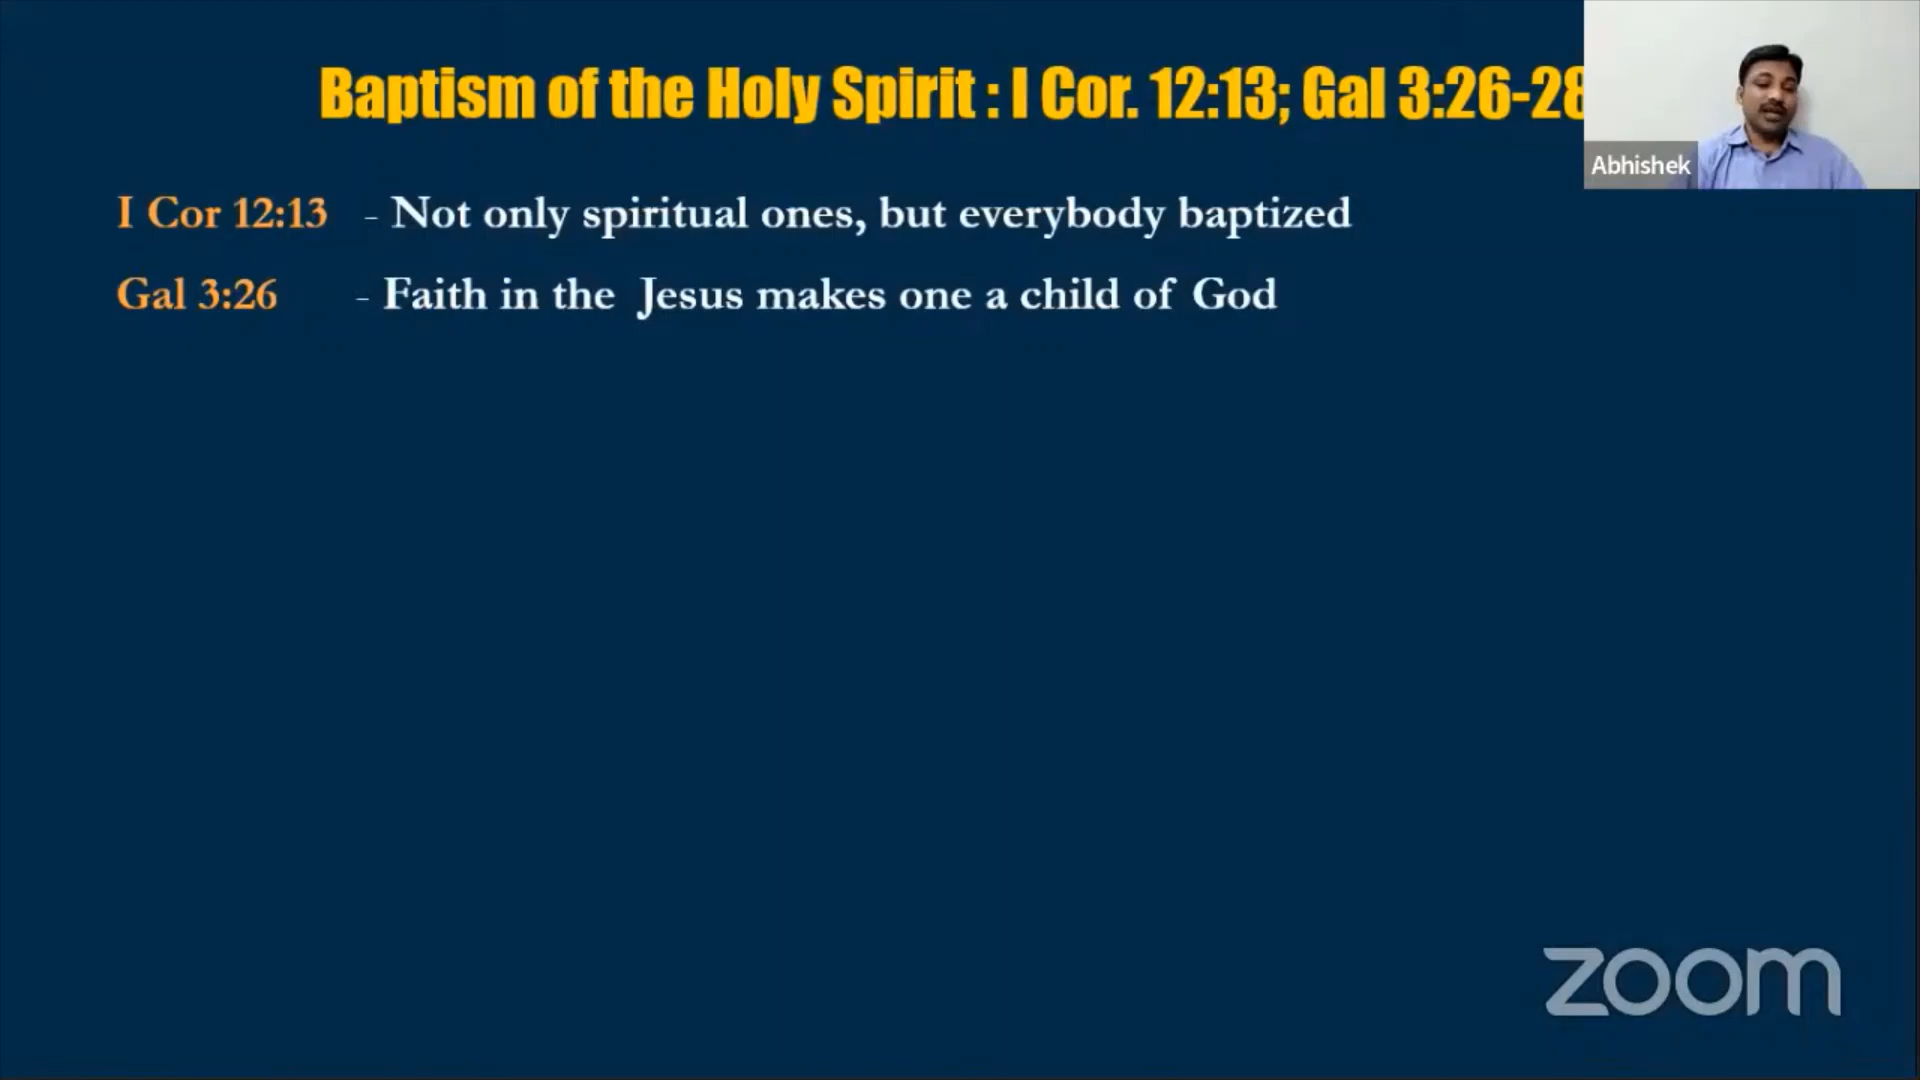 Baptism of the Holy Spirit : I Cor. 12:13; Gal 3:26-28
Abhishek
I Cor 12:13 - Not only spiritual ones, but everybody baptized
Gal 3:26 - Faith in the Jesus makes one a child of God
zoom